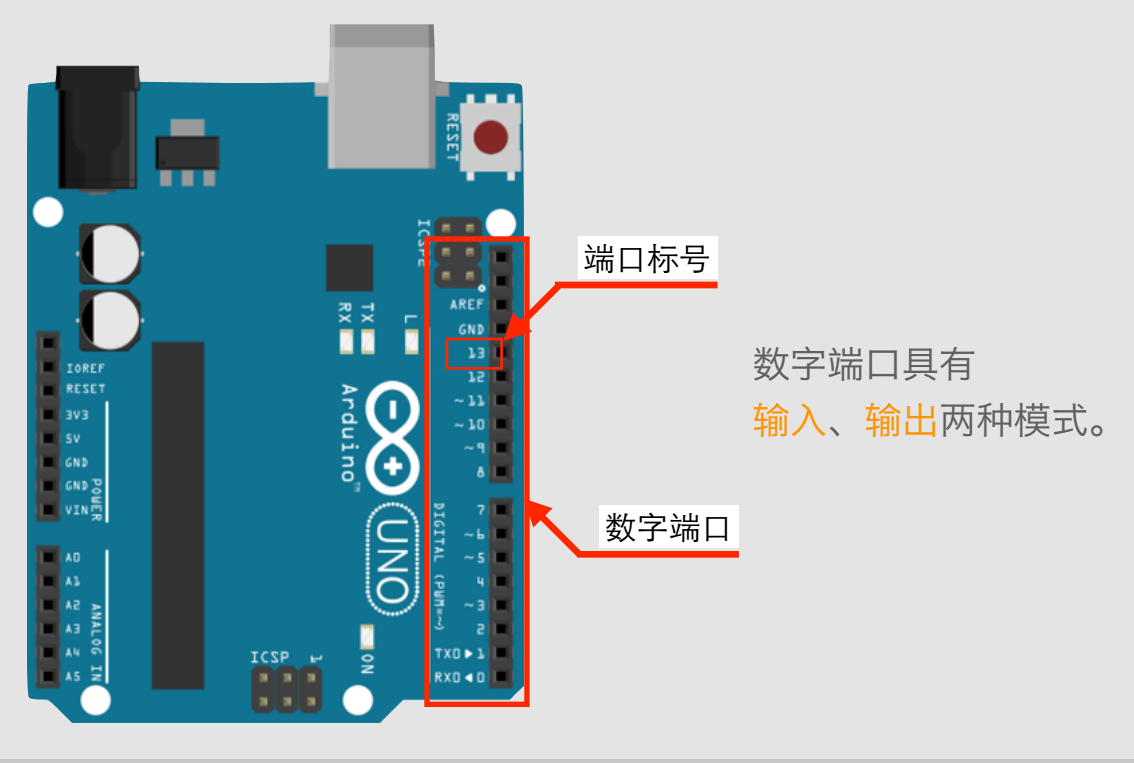 RESET
ICSP2
端口标号
AREF
GND
13
12
~11
~10
~9
8
RX
TX
L
数字端口具有
输入、输出两种模式。
IOREF
RESET
3V3
5V
GND
GND
VIN
POWER
Arduino™
UNO
7
~6
~5
4
~3
2
TX0▶1
RX0◀0
DIGITAL (PWM=~)
数字端口
A0
A1
A2
A3
A4
A5
ANALOG IN
ICSP
1
ON